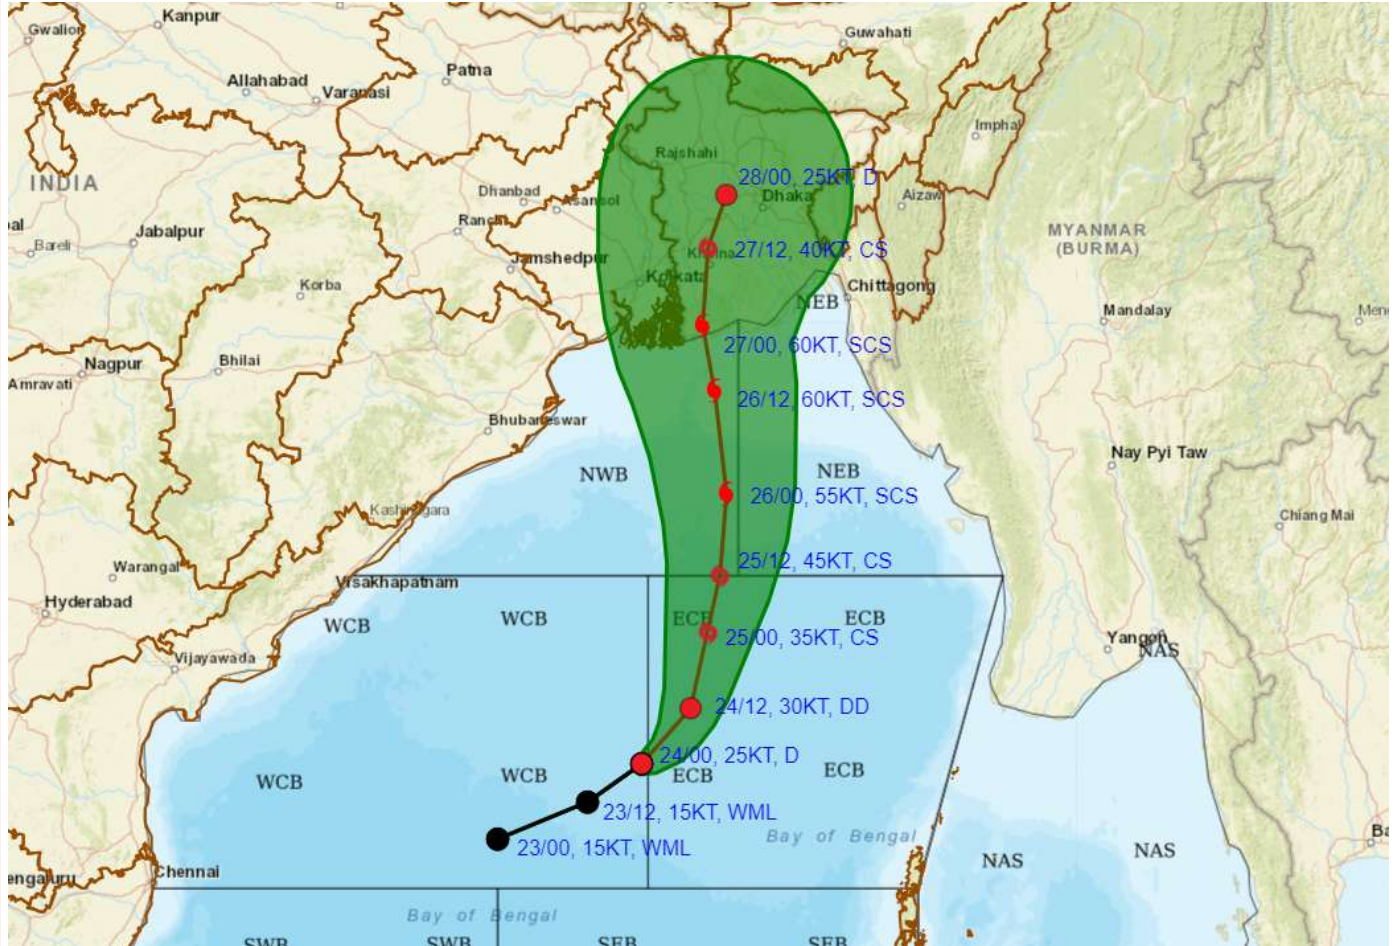 Kanpur
Gwalior
Guwahati
Patna
Allahabad
Varanasi
Imphal
Rajshahi
INDIA
28/00, 25KT, D
Dhanbad
Dhaka
Asansol
Aizawl
Ranchi
Jabalpur
MYANMAR
(BURMA)
Bareli
27/12, 40KT, CS
Jamshedpur
Kolkata
Korba
Chittagong
NEB
Mandalay
27/00, 60KT, SCS
Bhilai
Nagpur
Amravati
26/12, 60KT, SCS
Bhubaneswar
Nay Pyi Taw
NWB
NEB
26/00, 55KT, SCS
Chiang Mai
25/12, 45KT, CS
Warangal
Visakhapatnam
Hyderabad
WCB
WCB
ECB
ECB
25/00, 35KT, CS
Yangon
NAS
Vijayawada
24/12, 30KT, DD
24/00, 25KT, D
WCB
WCB
ECB
ECB
23/12, 15KT, WML
Bay of Bengal
23/00, 15KT, WML
NAS
NAS
Chennai
engaluru
Bay of Bengal
SWB
SWB
SEB
SEB